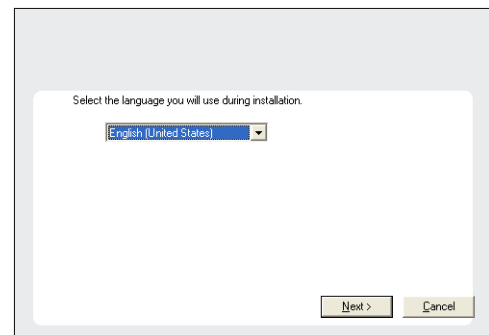 Select the language you will use during installation.
English (United States)
Next >
Cancel